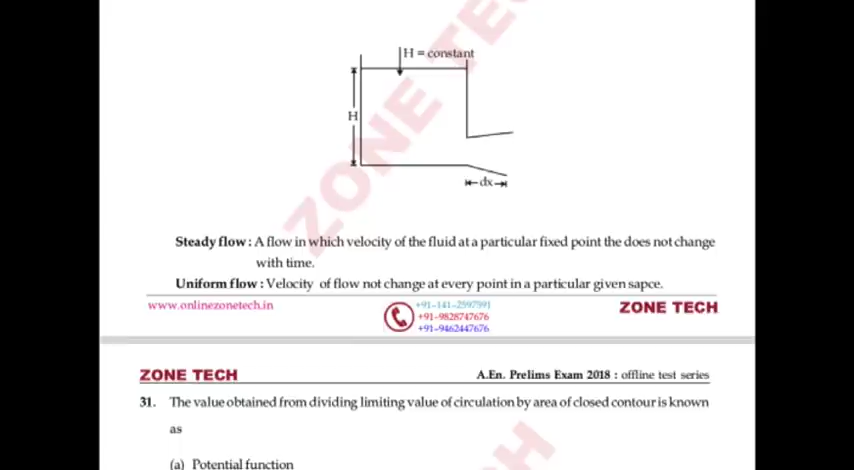 H = constant
H
dx
Steady flow : A flow in which velocity of the fluid at a particular fixed point the does not change
with time.
Uniform flow : Velocity of flow not change at every point in a particular given sapce.
www.onlinezonetech.in
+91-141-2597591
+91-9828747676
+91-9462447676
ZONE TECH
ZONE TECH
A.En. Prelims Exam 2018 : offline test series
31. The value obtained from dividing limiting value of circulation by area of closed contour is known
as
(a) Potential function
ZONE TE
CH